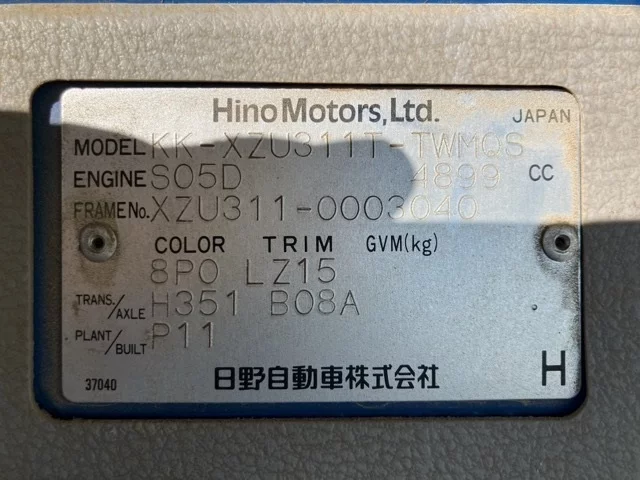 Hino Motors, Ltd. JAPAN
MODEL KK-XZU311T-TWMQS
ENGINE S05D 4899 CC
FRAME No. XZU311-0003040
COLOR TRIM GVM(kg)
8P0 LZ15
TRANS./AXLE H351 B08A
PLANT/BUILT P11
37040 日野自動車株式会社 H